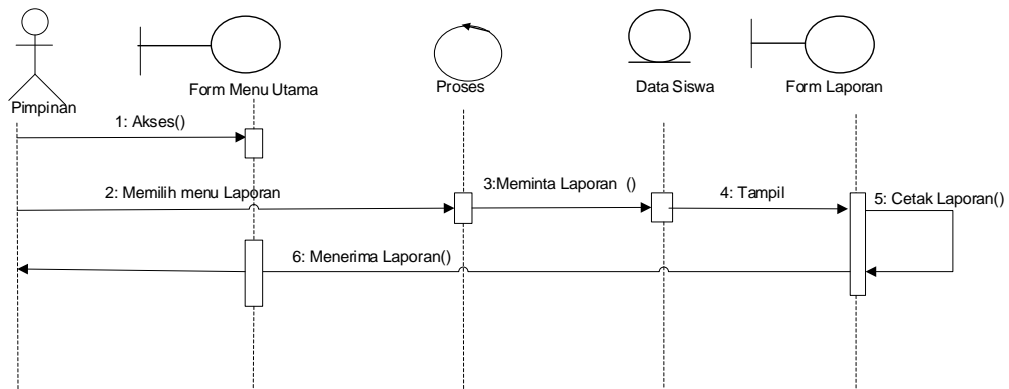 Pimpinan
Form Menu Utama
Proses
Data Siswa
Form Laporan
1: Akses()
2: Memilih menu Laporan
3:Meminta Laporan ()
4: Tampil
5: Cetak Laporan()
6: Menerima Laporan()